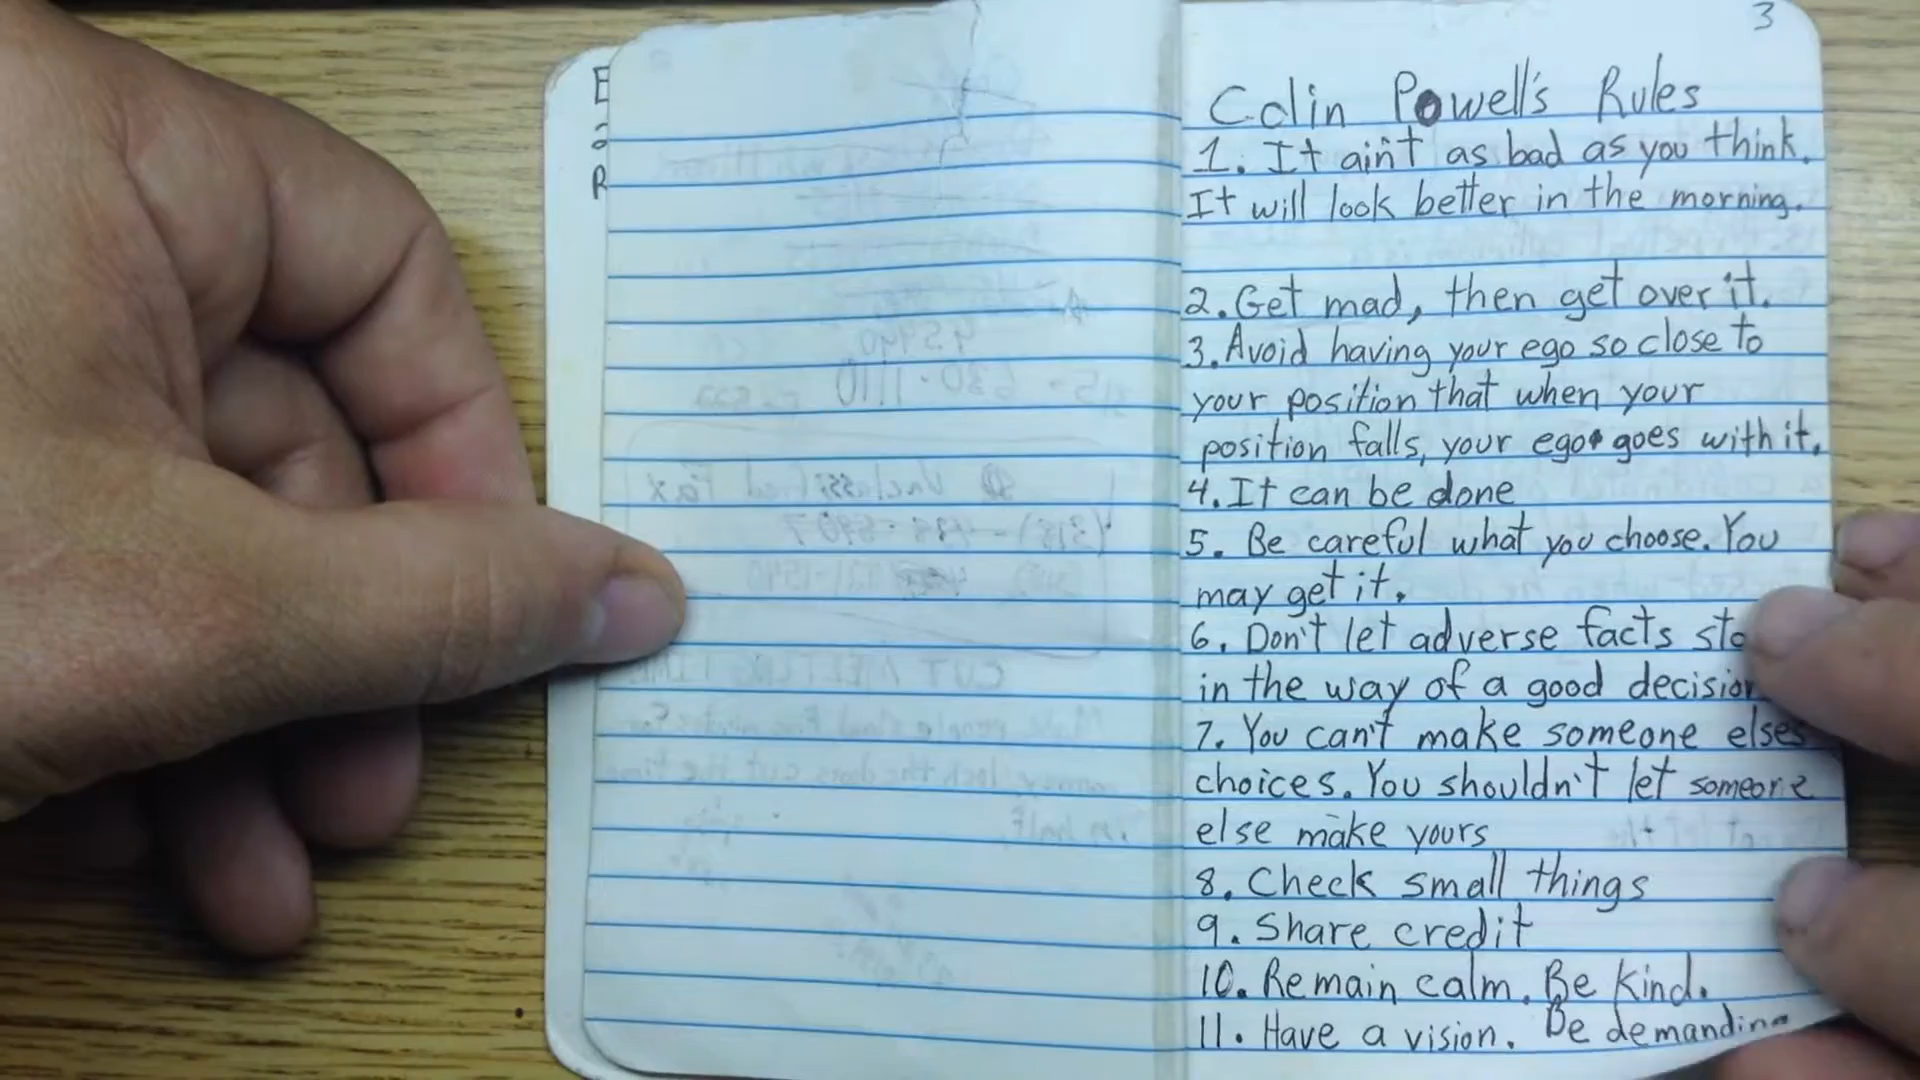 E
a
R
3
Colin Powell's Rules
1. It ain't as bad as you think.
It will look better in the morning.
2. Get mad, then get over it.
3. Avoid having your ego so close to
your position that when your
position falls, your ego goes with it.
4. It can be done
5. Be careful what you choose. You
may get it.
6. Don't let adverse facts sta
in the way of a good decision
7. You can't make someone elses
choices. You shouldn't let someone
else make yours
8. Check small things
9. Share credit
10. Remain calm. Be kind.
11. Have a vision. Be demanding